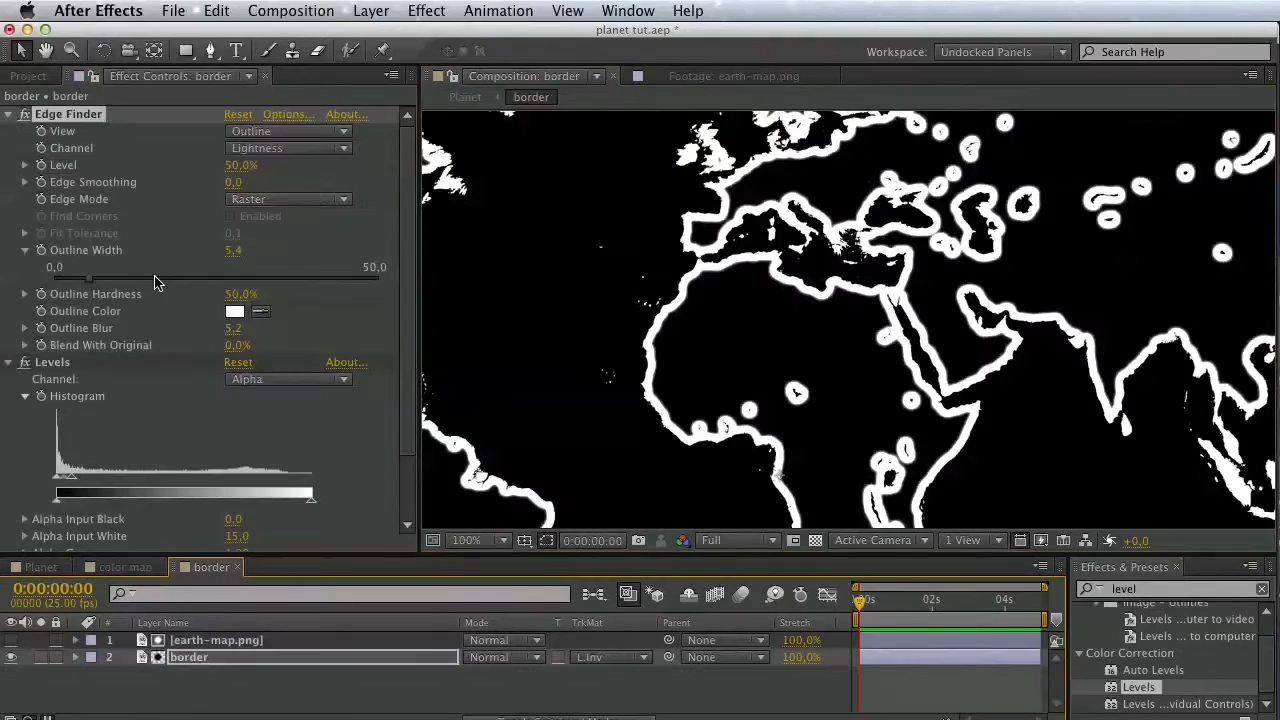 After Effects File Edit Composition Layer Effect Animation View Window Help
planet tut.aep *
Workspace: Undocked Panels Search Help
Project Effect Controls: border Composition: border Footage: earth-map.png
border • border Planet border
fx Edge Finder Reset Options... About...
View Outline
Channel Lightness
Level 50,0%
Edge Smoothing 0,0
Edge Mode Raster
Find Corners Enabled
Fit Tolerance 0,1
Outline Width 5,4
0,0 50,0
Outline Hardness 50,0%
Outline Color
Outline Blur 5,2
Blend With Original 0,0%
fx Levels Reset About...
Channel: Alpha
Histogram
Alpha Input Black 0,0
Alpha Input White 15,0
100% 0:00:00:00 Full Active Camera 1 View +0,0
Planet color map border Effects & Presets
0:00:00:00
00000 (25.00 fps)
level
00s 02s 04s
# Layer Name Mode T TrkMat Parent Stretch
1 [earth-map.png] Normal None 100,0%
2 border Normal L.Inv None 100,0%
Image - Utilities
Levels ...uter to video
Levels ... to computer
Color Correction
Auto Levels
Levels
Levels ...vidual Controls)